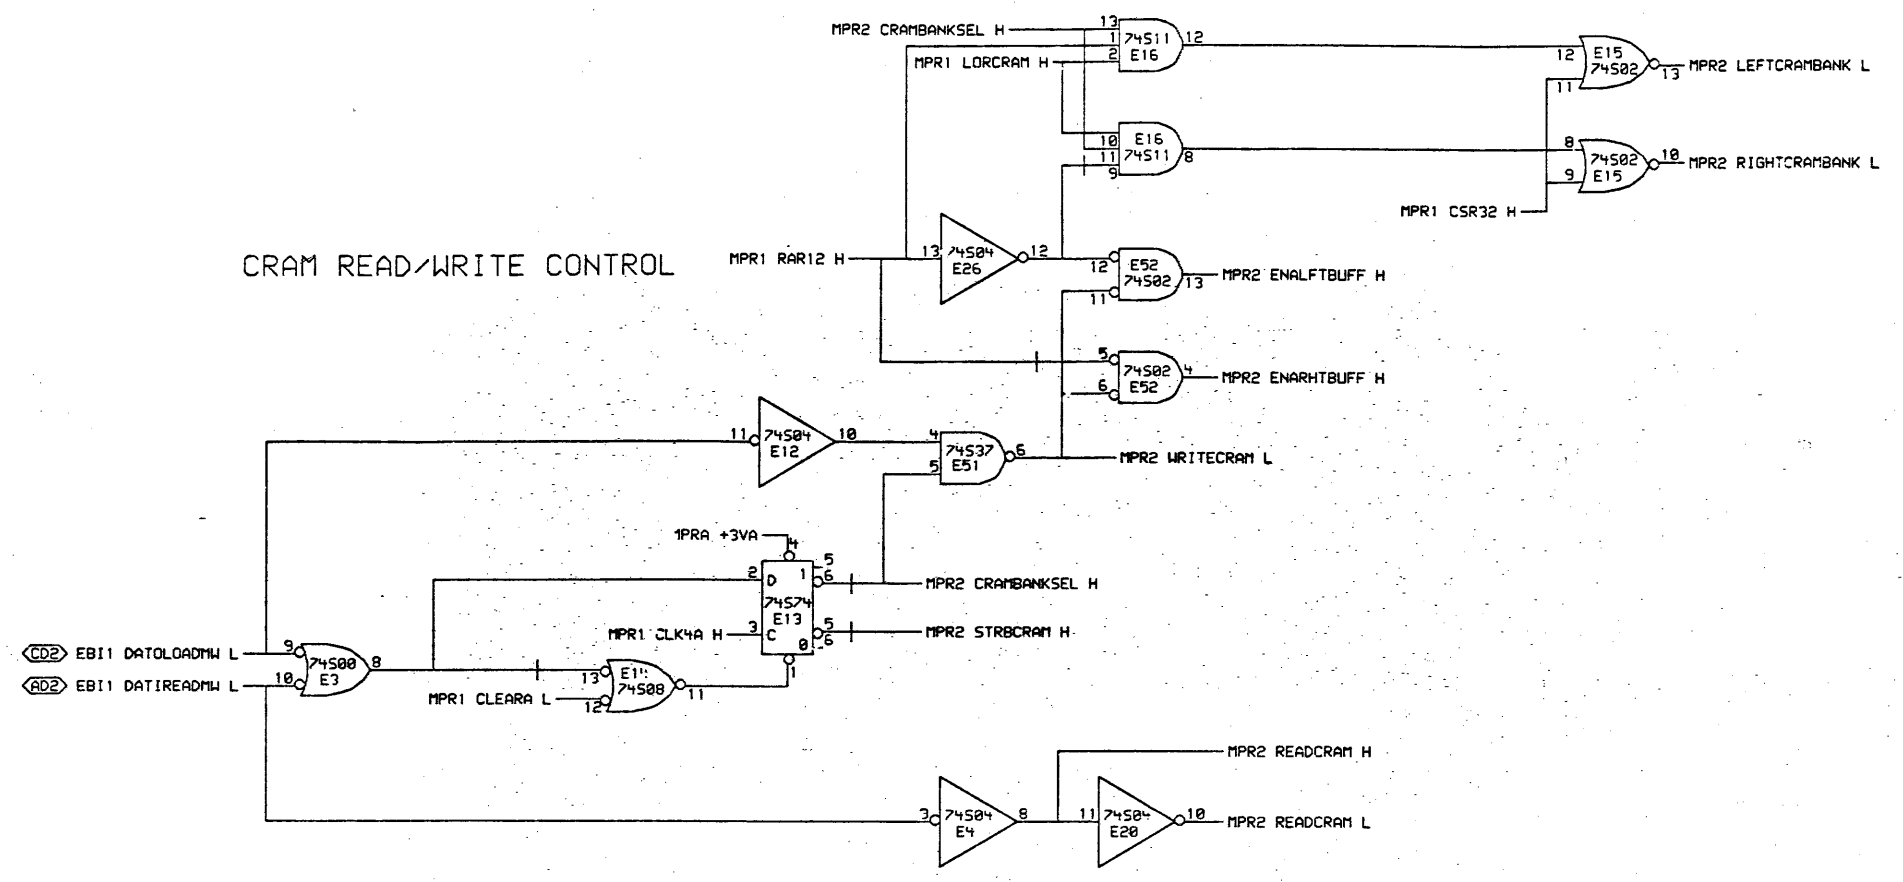 MPR2 CRAMBANKSEL H
13
1
2
74S11
E16
12
MPR1 LORCRAM H
12
11
E15
74S02
13
MPR2 LEFTCRAMBANK L
10
11
9
E16
74S11
8
8
9
74S02
E15
10
MPR2 RIGHTCRAMBANK L
MPR1 CSR32 H
CRAM READ/WRITE CONTROL
MPR1 RAR12 H
13
74S04
E26
12
12
11
E52
74S02
13
MPR2 ENALFTBUFF H
5
6
74S02
E52
4
MPR2 ENARHTBUFF H
11
74S04
E12
10
4
5
74S37
E51
6
MPR2 WRITECRAM L
+3VA
4
2
D
1
5
6
MPR2 CRAMBANKSEL H
74S74
E13
MPR1 CLK4A H
3
C
0
5
6
MPR2 STRBCRAM H
1
CD2
EBI1 DATOLOADMW L
9
AD2
EBI1 DATIREADMW L
10
74S00
E3
8
13
12
74S08
11
MPR1 CLEARA L
MPR2 READCRAM H
3
74S04
E4
8
11
74S04
E20
10
MPR2 READCRAM L